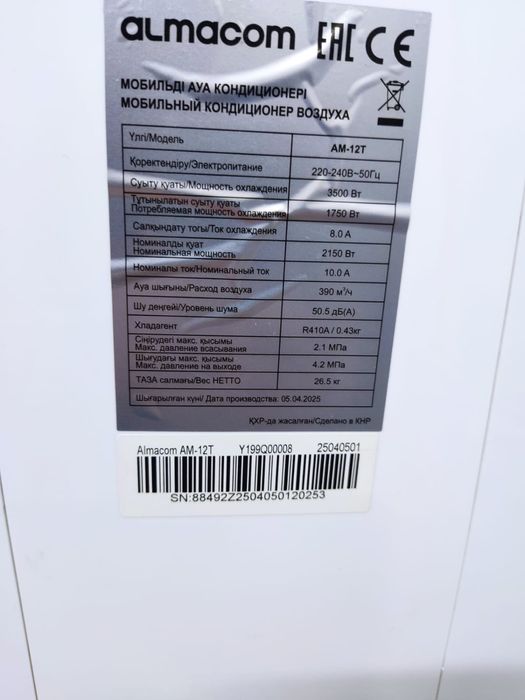 almacom EAC CE
МОБИЛЬДІ АУА КОНДИЦИОНЕРІ
МОБИЛЬНЫЙ КОНДИЦИОНЕР ВОЗДУХА
Үлгі/Модель AM-12T
Қоректендіру/Электропитание 220-240В~50Гц
Суыту қуаты/Мощность охлаждения 3500 Вт
Тұтынылатын суыту қуаты
Потребляемая мощность охлаждения 1750 Вт
Салқындату тогы/Ток охлаждения 8.0 А
Номиналды қуат
Номинальная мощность 2150 Вт
Номиналы ток/Номинальный ток 10.0 А
Ауа шығыны/Расход воздуха 390 м³/ч
Шу деңгейі/Уровень шума 50.5 дБ(А)
Хладагент R410A / 0.43кг
Сіңірудегі макс. қысымы
Макс. давление всасывания 2.1 МПа
Шығудағы макс. қысымы
Макс. давление на выходе 4.2 МПа
ТАЗА салмағы/Вес НЕТТО 26.5 кг
Шығарылған күні/ Дата производства: 05.04.2025
ҚХР-да жасалған/Сделано в КНР
Almacom AM-12T Y199Q00008 25040501
SN:88492Z2504050120253